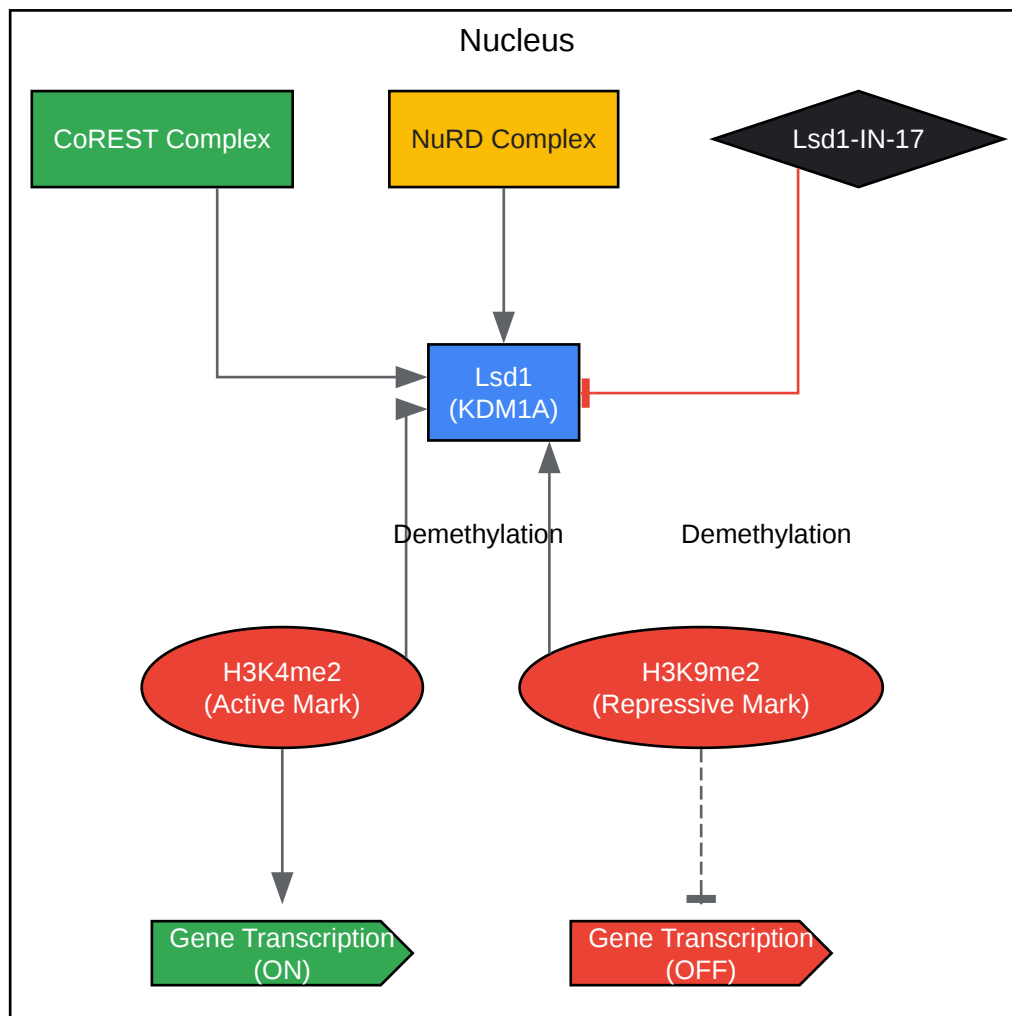 Nucleus
CoREST Complex
NuRD Complex
Lsd1-IN-17
Lsd1
(KDM1A)
Demethylation
Demethylation
H3K4me2
(Active Mark)
H3K9me2
(Repressive Mark)
Gene Transcription
(ON)
Gene Transcription
(OFF)